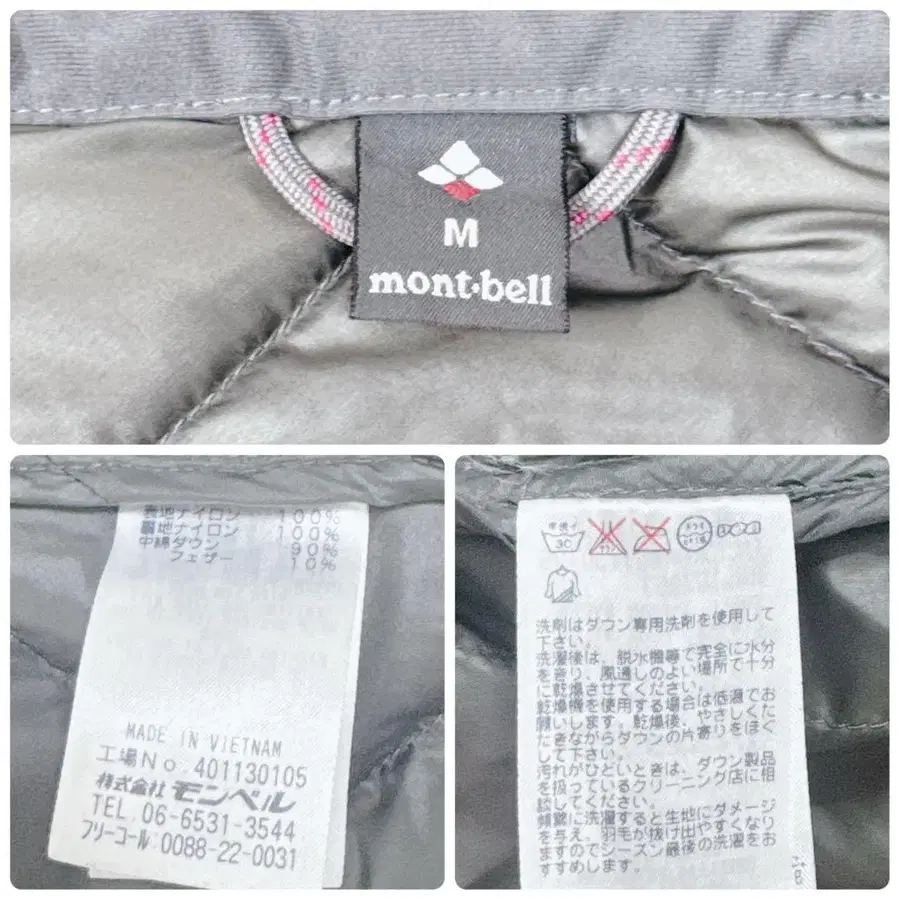 M
mont·bell
表地ナイロン 100%
裏地ナイロン 100%
中綿ダウン 90%
フェザー 10%
MADE IN VIETNAM
工場No. 401130105
株式会社 モンベル
TEL. 06-6531-3544
フリーコール: 0088-22-0031
中性
30
洗剤はダウン専用洗剤を使用して
下さい。
洗濯後は、脱水機等で完全に水分
を切り、風通しのよい場所で十分
に乾燥させてください。
乾燥機を使用する場合は低温でお
願いします。乾燥後、やさしくた
たきながらダウンの片寄りをほぐ
して下さい。
汚れがひどいときは、ダウン製品
を扱っているクリーニング店に相
談してください。
頻繁に洗濯すると生地にダメージ
を与え、羽毛が抜け出やすくなり
ますのでシーズン最後の洗濯をお
すすめします。